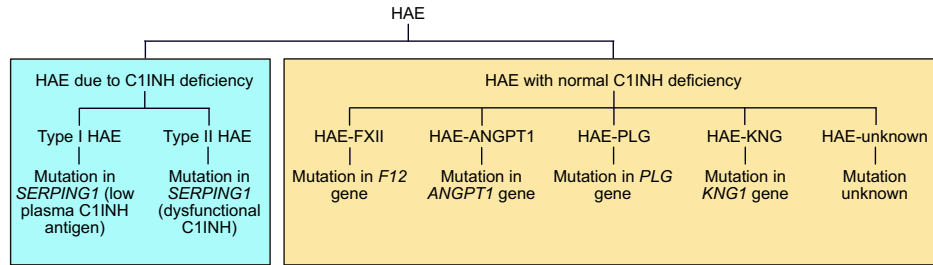 HAE
HAE due to C1INH deficiency
HAE with normal C1INH deficiency
Type I HAE
Type II HAE
HAE-FXII
HAE-ANGPT1
HAE-PLG
HAE-KNG
HAE-unknown
Mutation in
SERPING1 (low
plasma C1INH
antigen)
Mutation in
SERPING1
(dysfunctional
C1INH)
Mutation in F12
gene
Mutation in
ANGPT1 gene
Mutation in PLG
gene
Mutation in
KNG1 gene
Mutation
unknown